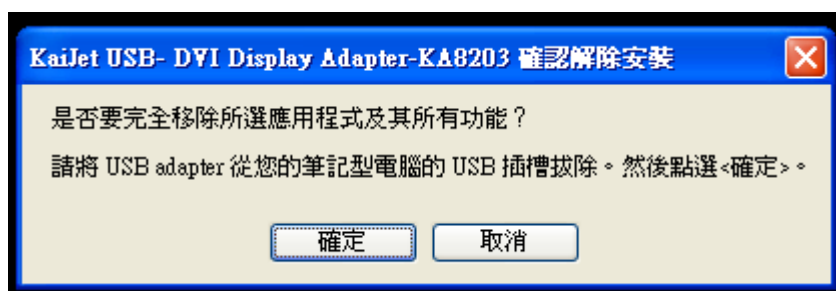 KaiJet USB- DVI Display Adapter-KA8203 確認解除安裝
是否要完全移除所選應用程式及其所有功能？
請將 USB adapter 從您的筆記型電腦的 USB 插槽拔除。然後點選<確定>。
確定
取消